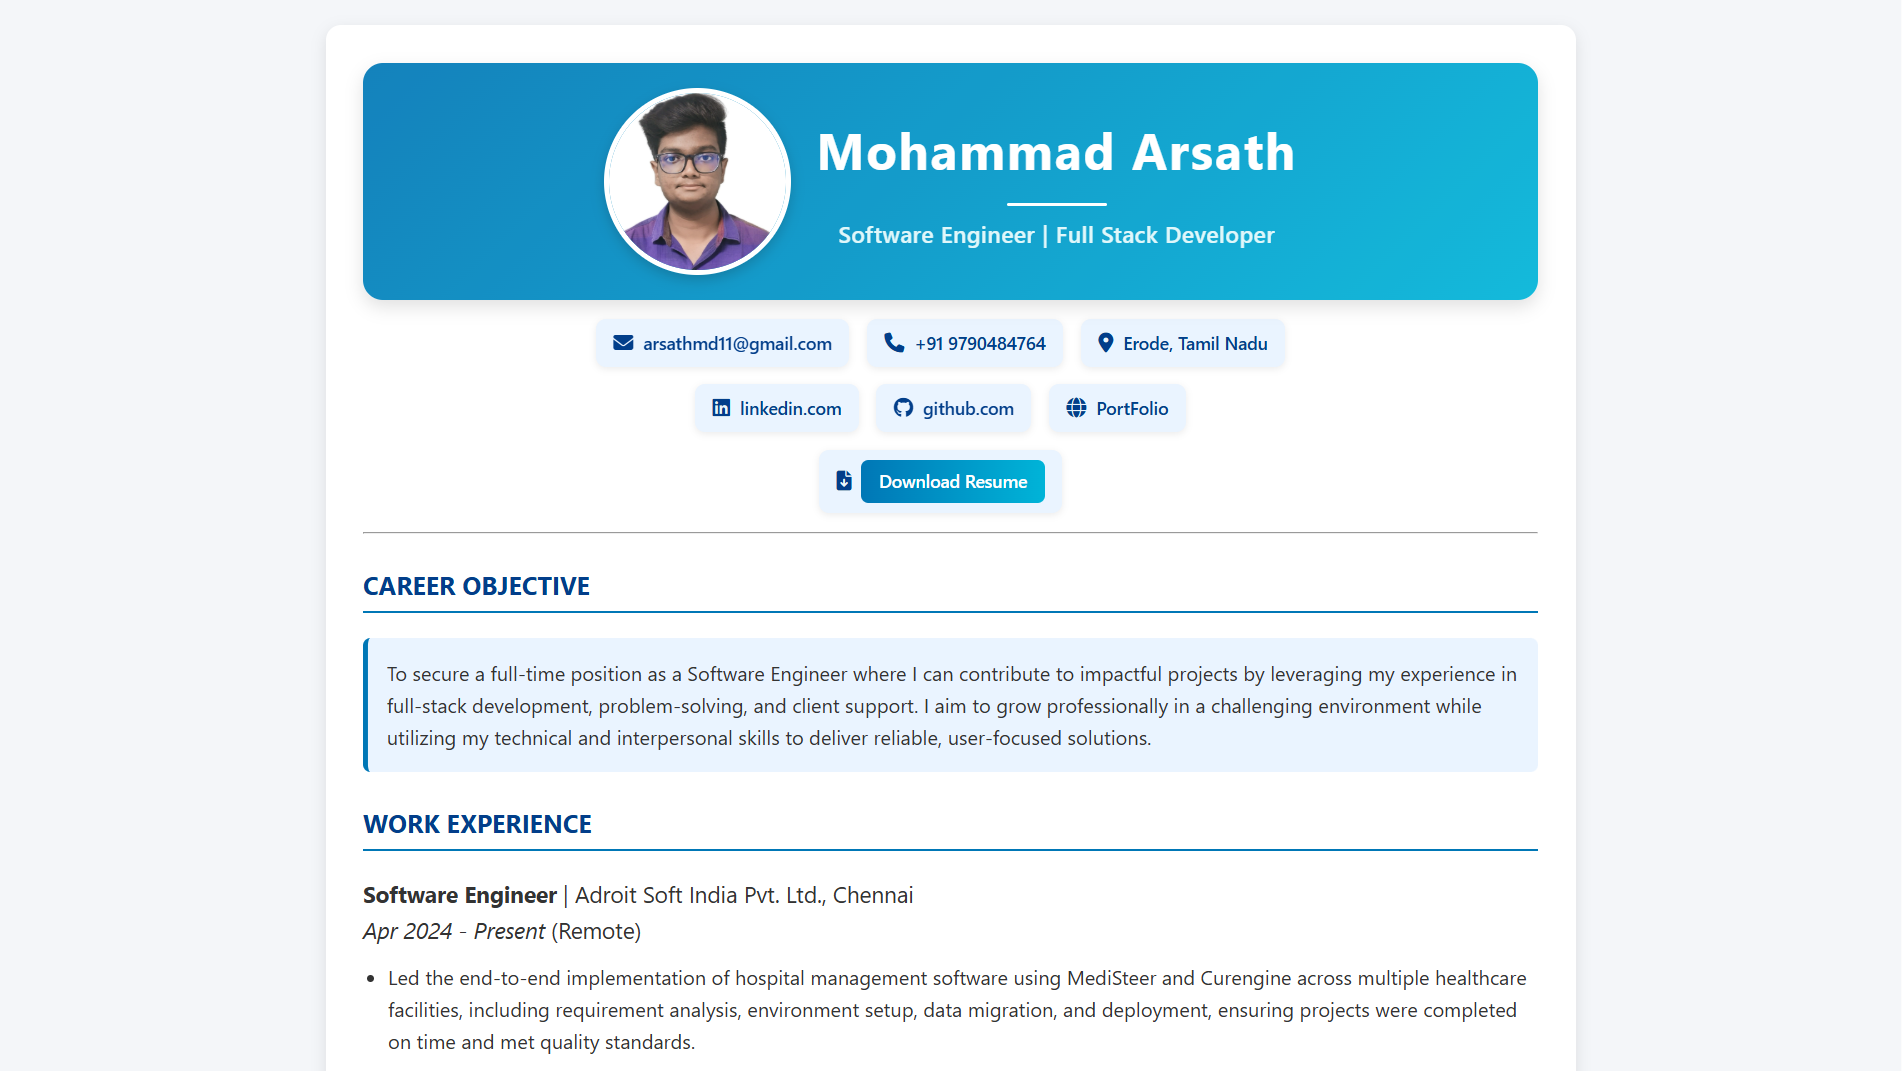 Mohammad Arsath
Software Engineer | Full Stack Developer
arsathmd11@gmail.com
+91 9790484764
Erode, Tamil Nadu
linkedin.com
github.com
PortFolio
Download Resume
CAREER OBJECTIVE
To secure a full-time position as a Software Engineer where I can contribute to impactful projects by leveraging my experience in
full-stack development, problem-solving, and client support. I aim to grow professionally in a challenging environment while
utilizing my technical and interpersonal skills to deliver reliable, user-focused solutions.
WORK EXPERIENCE
Software Engineer | Adroit Soft India Pvt. Ltd., Chennai
Apr 2024 - Present (Remote)
• Led the end-to-end implementation of hospital management software using MediSteer and Curengine across multiple healthcare
facilities, including requirement analysis, environment setup, data migration, and deployment, ensuring projects were completed
on time and met quality standards.